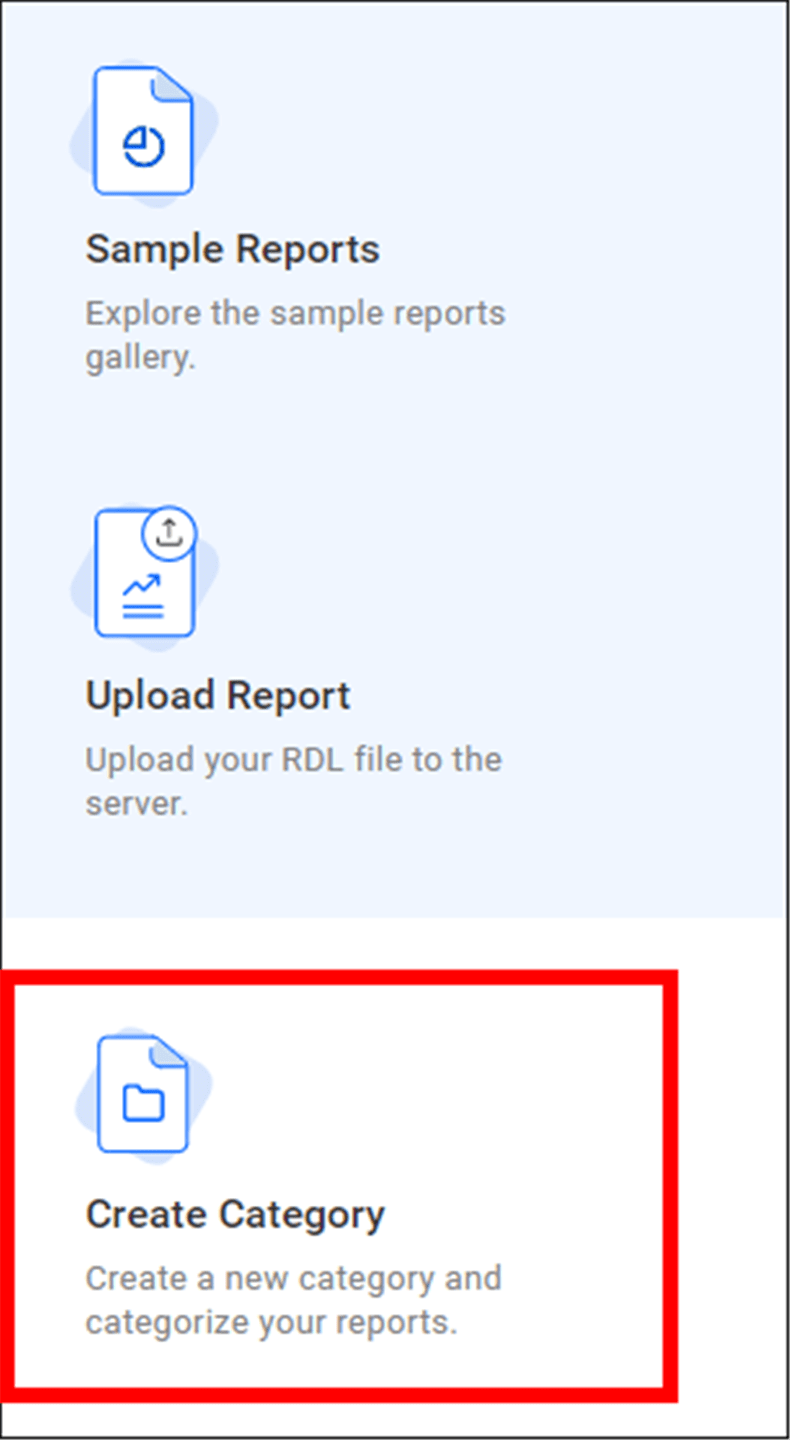 Sample Reports
Explore the sample reports
gallery.
Upload Report
Upload your RDL file to the
server.
Create Category
Create a new category and
categorize your reports.